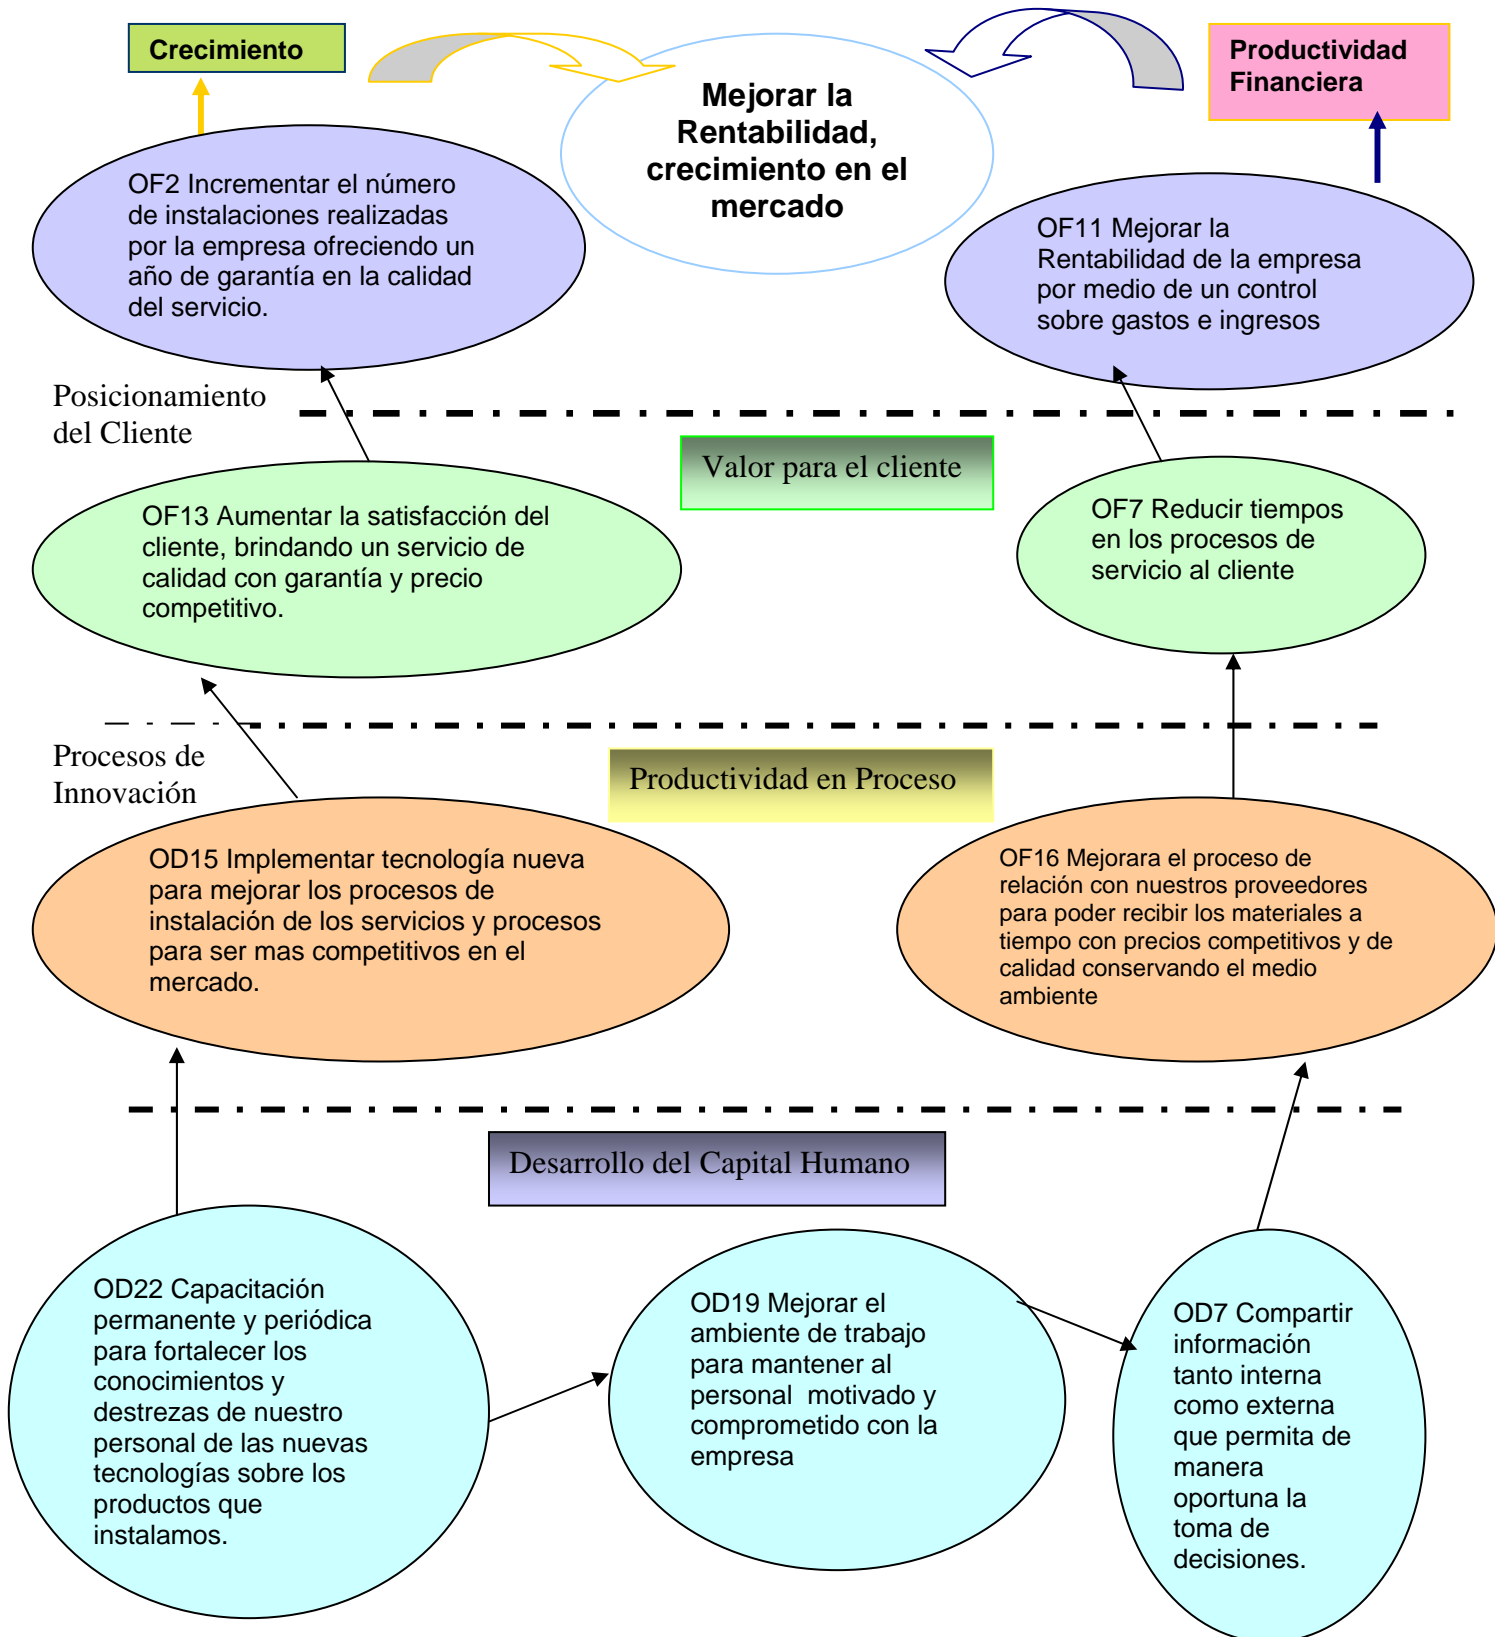 Crecimiento
Mejorar la
Rentabilidad,
crecimiento en el
mercado
Productividad
Financiera
OF2 Incrementar el número
de instalaciones realizadas
por la empresa ofreciendo un
año de garantía en la calidad
del servicio.
OF11 Mejorar la
Rentabilidad de la empresa
por medio de un control
sobre gastos e ingresos
Posicionamiento
del Cliente
Valor para el cliente
OF13 Aumentar la satisfacción del
cliente, brindando un servicio de
calidad con garantía y precio
competitivo.
OF7 Reducir tiempos
en los procesos de
servicio al cliente
Procesos de
Innovación
Productividad en Proceso
OD15 Implementar tecnología nueva
para mejorar los procesos de
instalación de los servicios y procesos
para ser mas competitivos en el
mercado.
OF16 Mejorara el proceso de
relación con nuestros proveedores
para poder recibir los materiales a
tiempo con precios competitivos y de
calidad conservando el medio
ambiente
Desarrollo del Capital Humano
OD22 Capacitación
permanente y periódica
para fortalecer los
conocimientos y
destrezas de nuestro
personal de las nuevas
tecnologías sobre los
productos que
instalamos.
OD19 Mejorar el
ambiente de trabajo
para mantener al
personal  motivado y
comprometido con la
empresa
OD7 Compartir
información
tanto interna
como externa
que permita de
manera
oportuna la
toma de
decisiones.